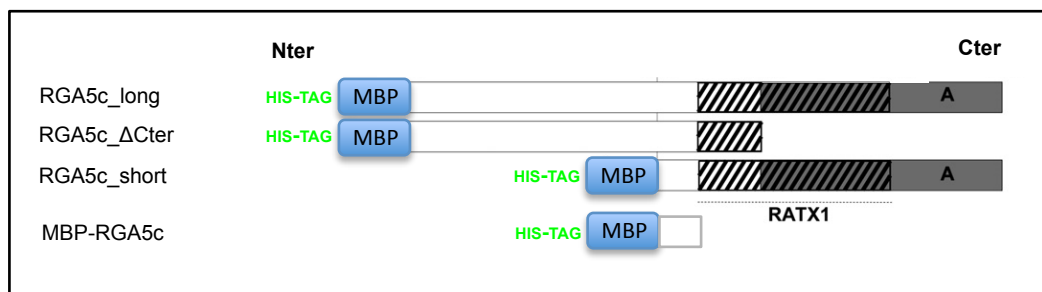 Nter Cter
RGA5c_long HIS-TAG MBP A
RGA5c_ΔCter HIS-TAG MBP
RGA5c_short HIS-TAG MBP A
RATX1
MBP-RGA5c HIS-TAG MBP